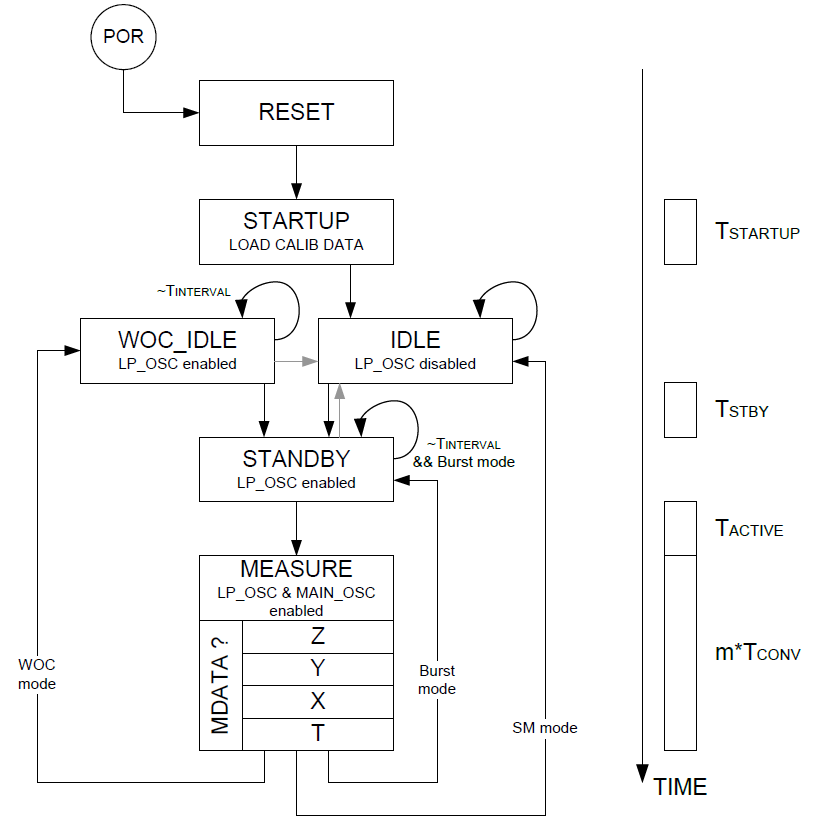 POR
RESET
STARTUP
LOAD CALIB DATA
TSTARTUP
~TINTERVAL
WOC_IDLE
LP_OSC enabled
IDLE
LP_OSC disabled
TSTBY
~TINTERVAL
&& Burst mode
STANDBY
LP_OSC enabled
TACTIVE
MEASURE
LP_OSC & MAIN_OSC
enabled
MDATA ?
Z
Y
X
T
m*TCONV
WOC
mode
Burst
mode
SM mode
TIME